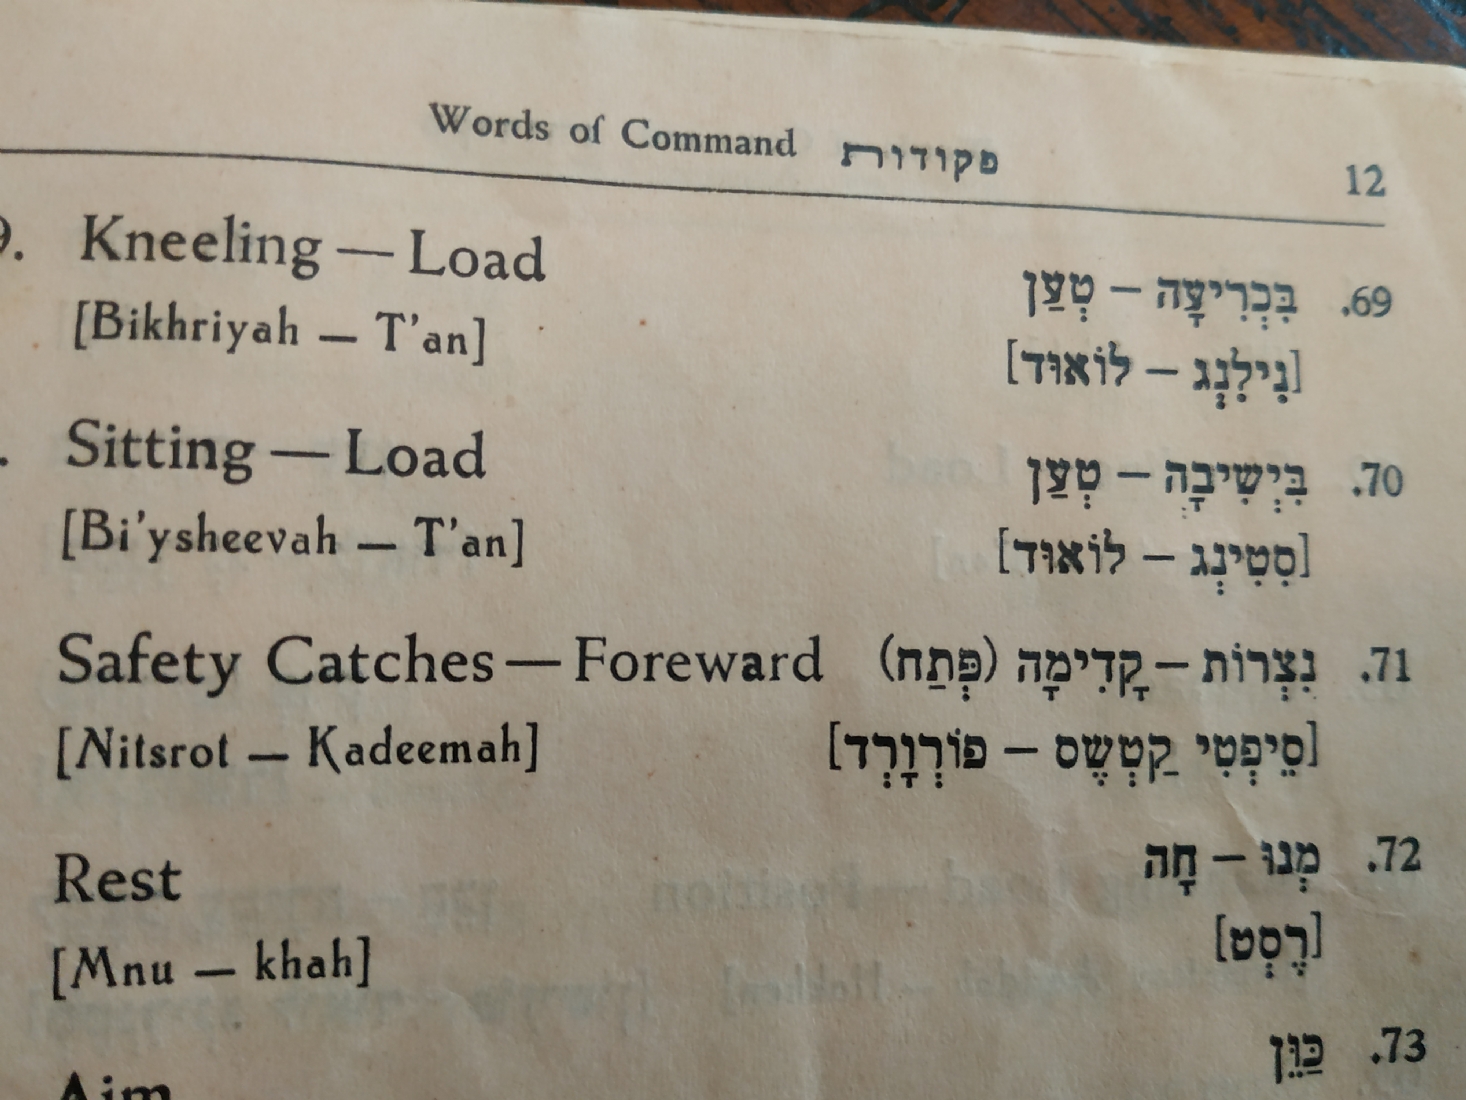 Words of Command פקודות 12
9. Kneeling — Load בִּכְרִיעָה – טְעַן .69
[Bikhriyah — T'an] [נִילִנְג – לוֹאוּד]
. Sitting — Load בִּיְשִׁיבָה – טְעַן .70
[Bi'ysheevah — T'an] [סִטִינְג – לוֹאוּד]
Safety Catches — Foreward נִצְרוֹת – קָדִימָה (פְּתַח) .71
[Nitsrot — Kadeemah] [סֵיפְטִי קַטְשֶׂס – פוֹרְוָרְד]
Rest מְנוּ – חָה .72
[Mnu — khah] [רֶסְט]
כַּוֵּן .73
Aim